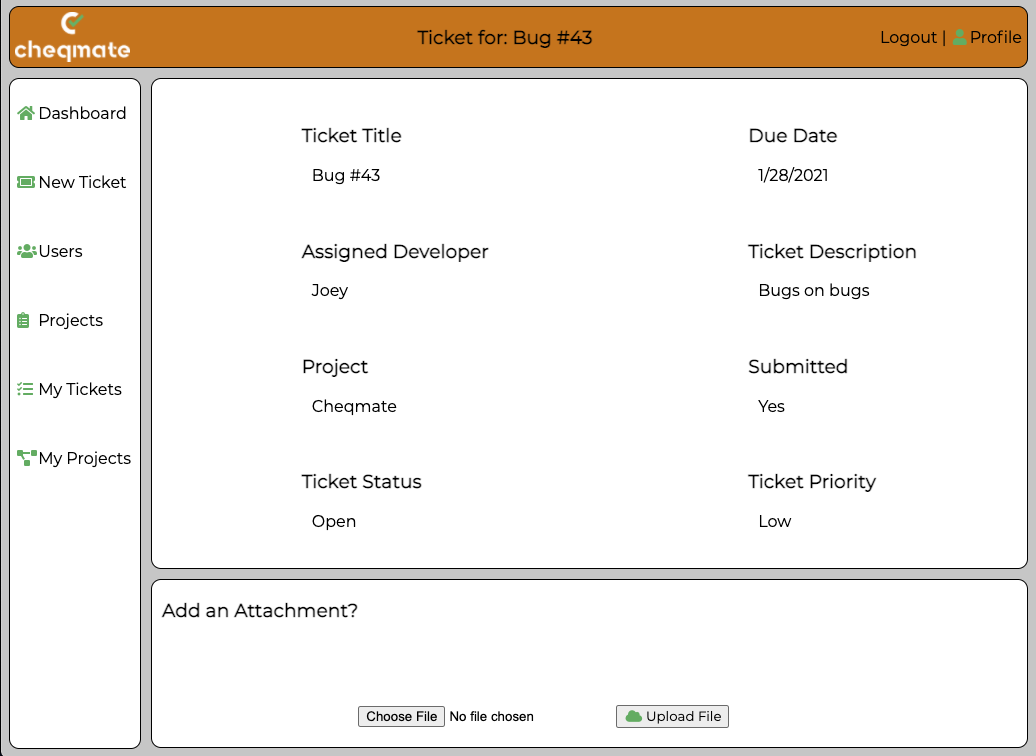 cheqmate
Ticket for: Bug #43
Logout | Profile
Dashboard
New Ticket
Users
Projects
My Tickets
My Projects
Ticket Title
Bug #43
Due Date
1/28/2021
Assigned Developer
Joey
Ticket Description
Bugs on bugs
Project
Cheqmate
Submitted
Yes
Ticket Status
Open
Ticket Priority
Low
Add an Attachment?
Choose File No file chosen
Upload File